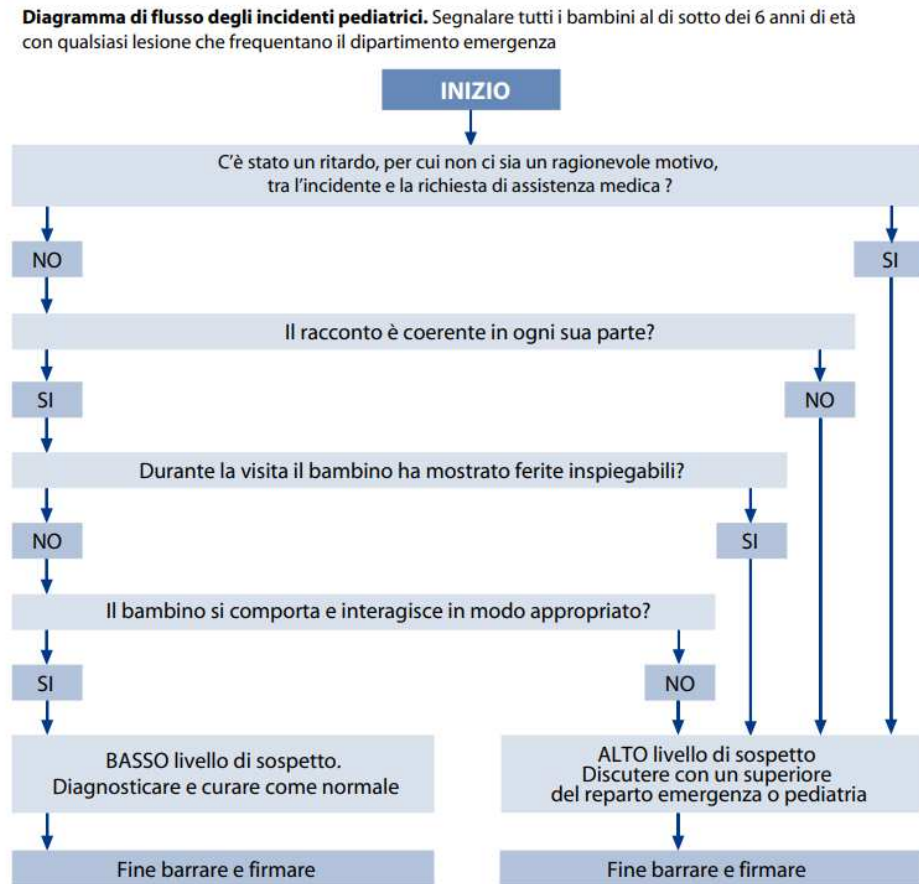 Diagramma di flusso degli incidenti pediatrici. Segnalare tutti i bambini al di sotto dei 6 anni di età
con qualsiasi lesione che frequentano il dipartimento emergenza
INIZIO
C'è stato un ritardo, per cui non ci sia un ragionevole motivo,
tra l'incidente e la richiesta di assistenza medica ?
NO
SI
Il racconto è coerente in ogni sua parte?
SI
NO
Durante la visita il bambino ha mostrato ferite inspiegabili?
NO
SI
Il bambino si comporta e interagisce in modo appropriato?
SI
NO
BASSO livello di sospetto.
Diagnosticare e curare come normale
ALTO livello di sospetto
Discutere con un superiore
del reparto emergenza o pediatria
Fine barrare e firmare
Fine barrare e firmare